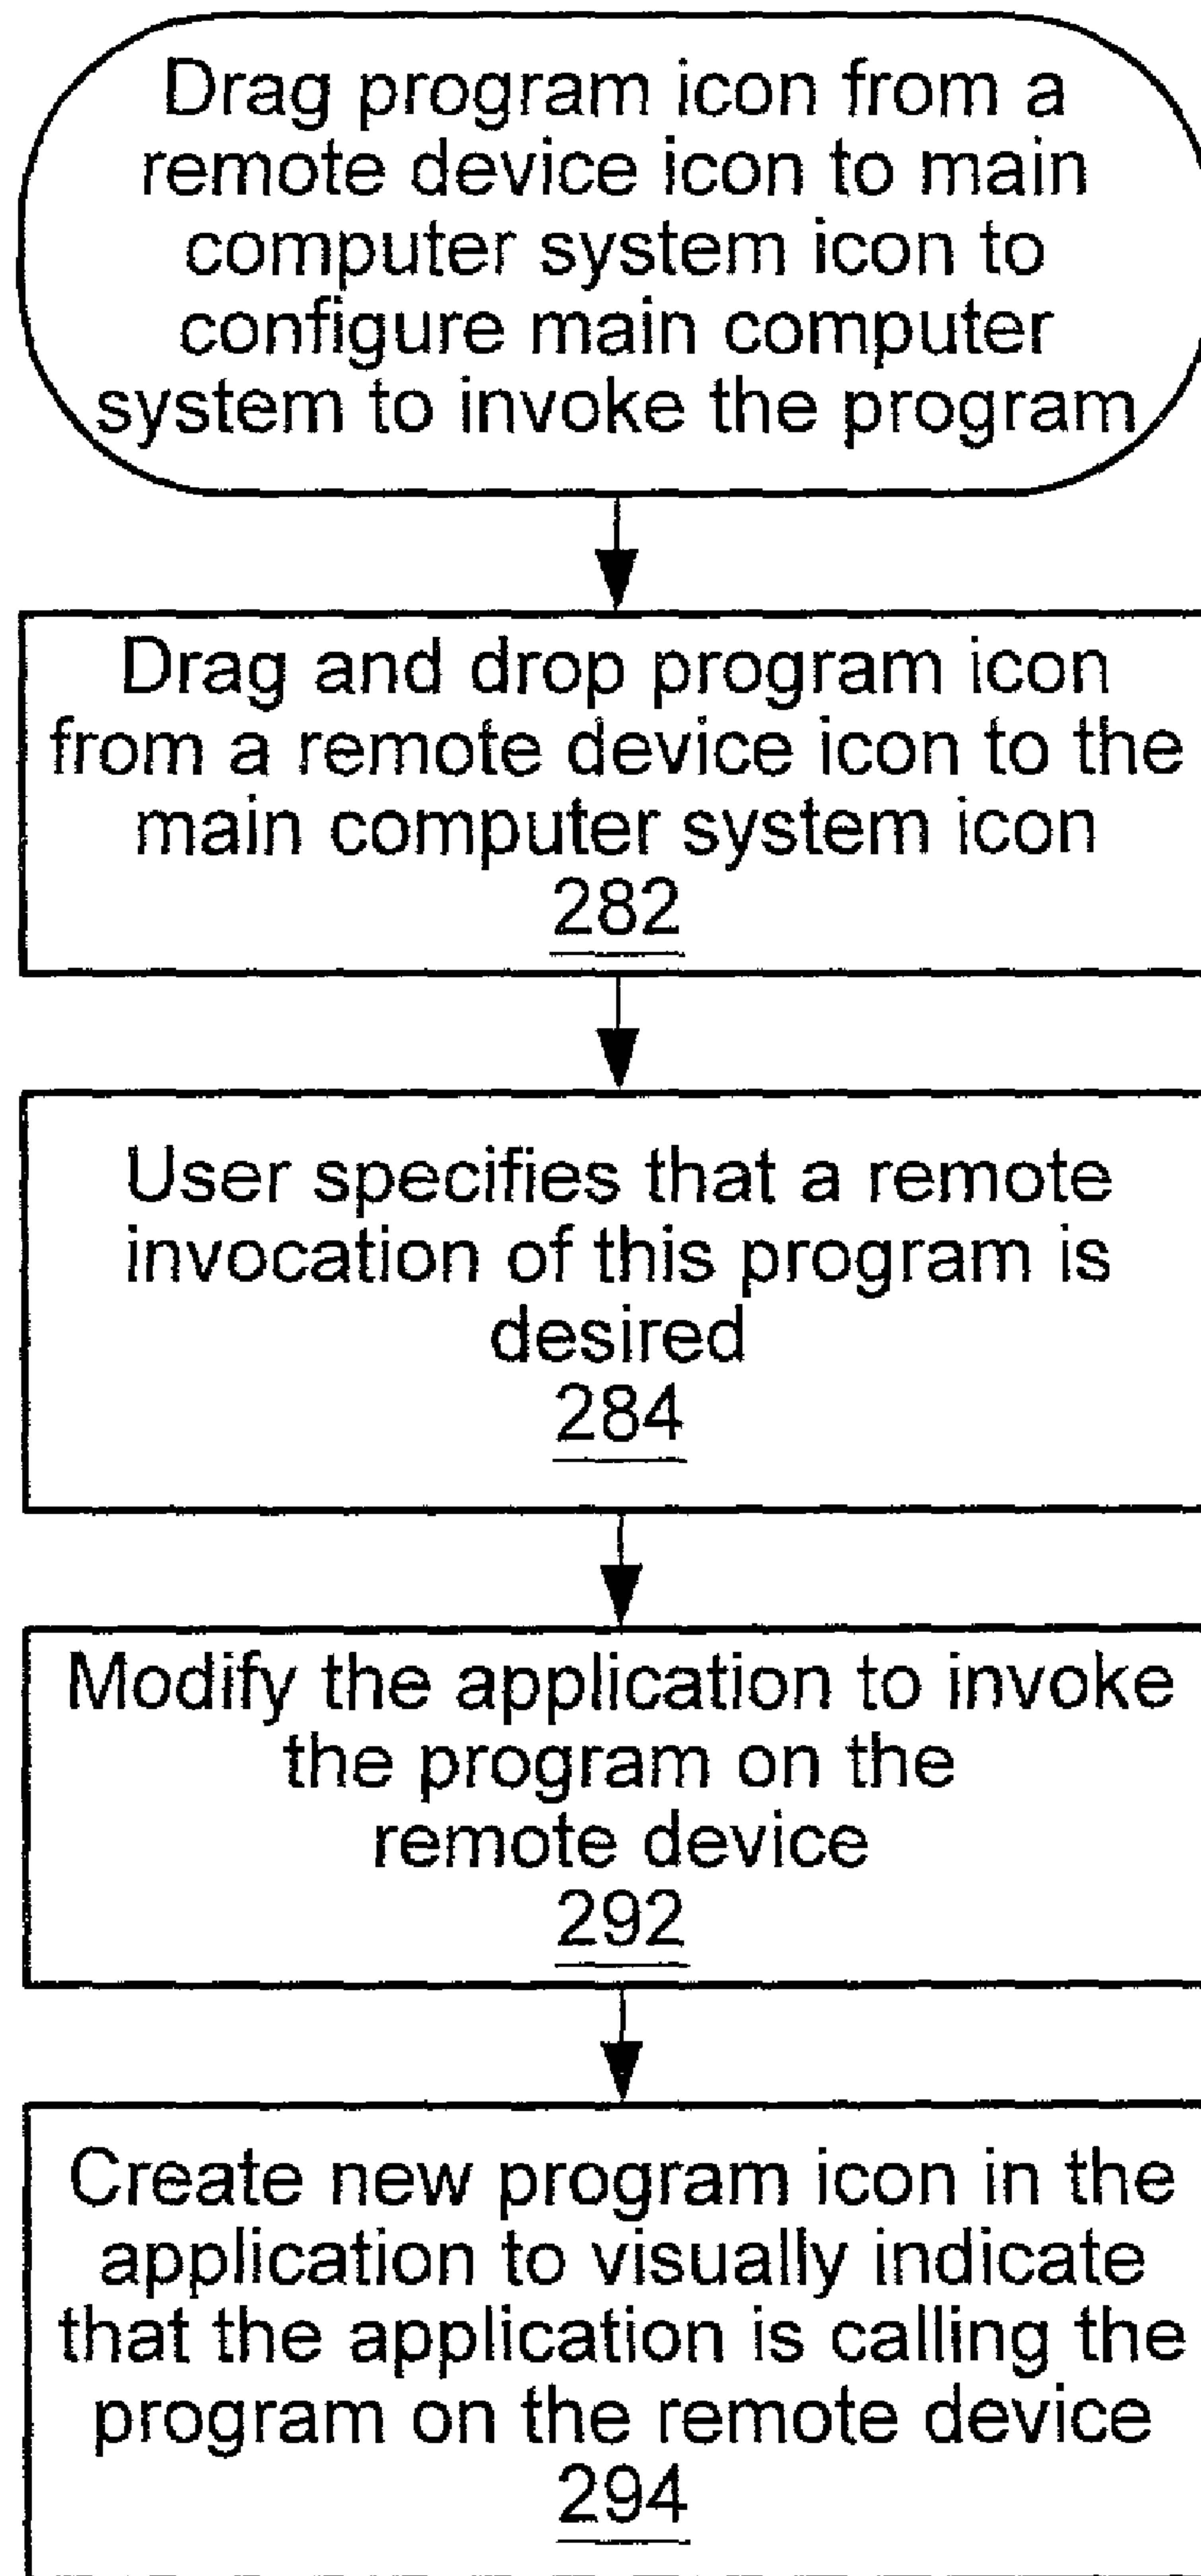 Drag program icon from a
remote device icon to main
computer system icon to
configure main computer
system to invoke the program
Drag and drop program icon
from a remote device icon to the
main computer system icon
282
User specifies that a remote
invocation of this program is
desired
284
Modify the application to invoke
the program on the
remote device
292
Create new program icon in the
application to visually indicate
that the application is calling the
program on the remote device
294